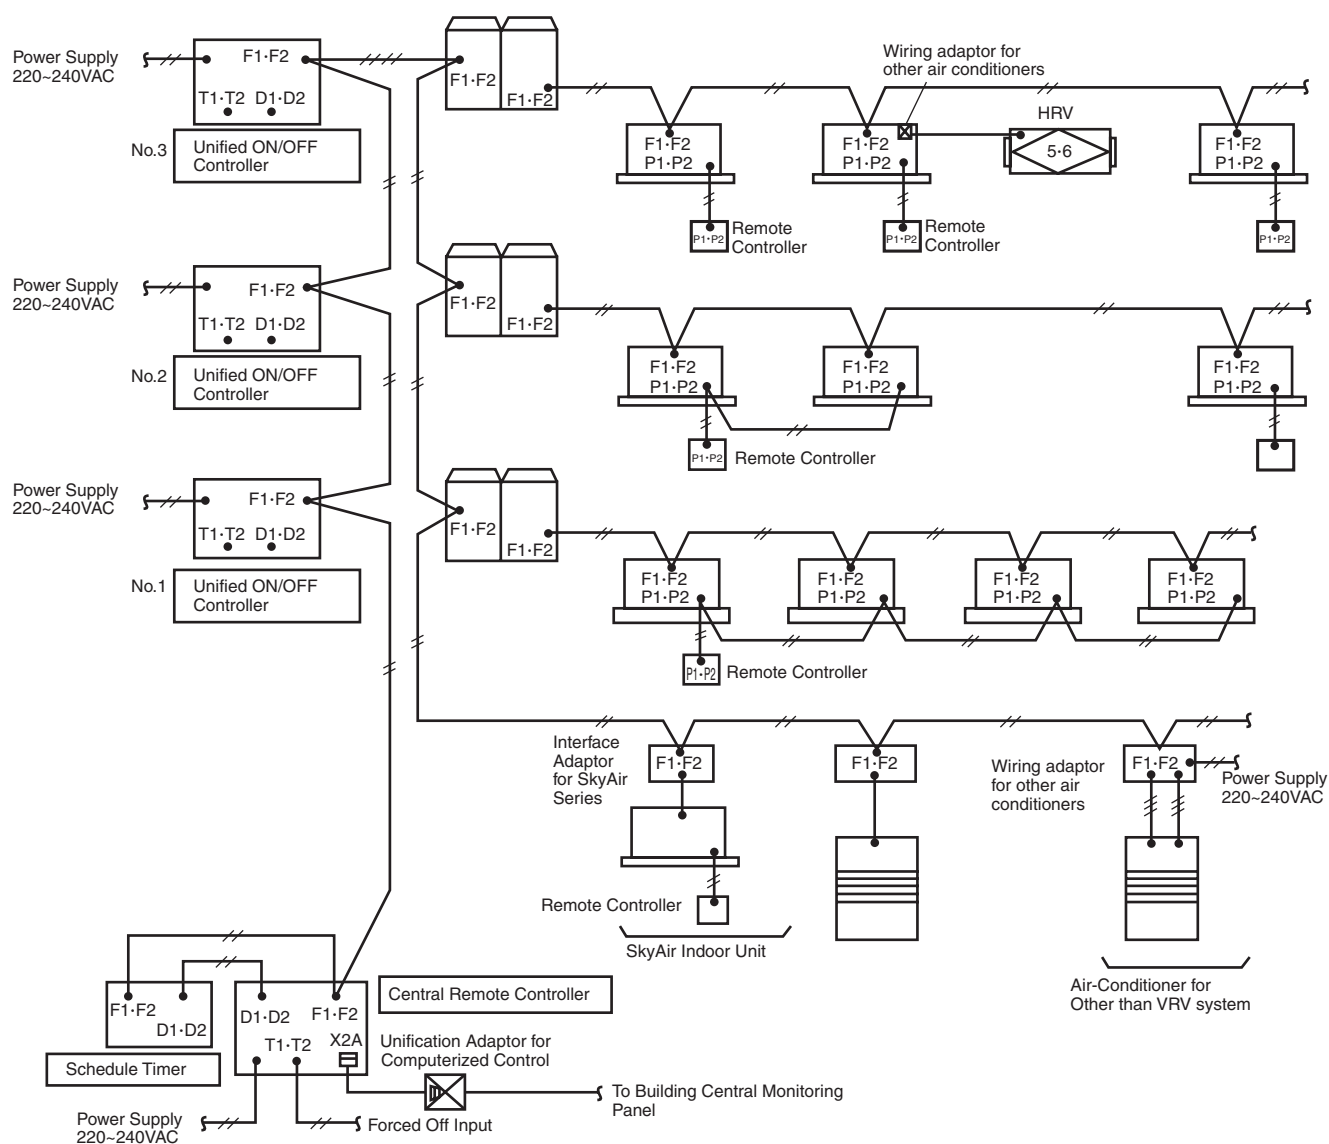 Power Supply
220~240VAC
F1·F2
T1·T2 D1·D2
No.3
Unified ON/OFF
Controller
F1·F2
F1·F2
Wiring adaptor for
other air conditioners
HRV
5·6
F1·F2
P1·P2
F1·F2
P1·P2
F1·F2
P1·P2
P1·P2
Remote
Controller
P1·P2
Remote
Controller
P1·P2
Power Supply
220~240VAC
F1·F2
T1·T2 D1·D2
No.2
Unified ON/OFF
Controller
F1·F2
F1·F2
F1·F2
P1·P2
F1·F2
P1·P2
F1·F2
P1·P2
P1·P2
Remote Controller
Power Supply
220~240VAC
F1·F2
T1·T2 D1·D2
No.1
Unified ON/OFF
Controller
F1·F2
F1·F2
F1·F2
P1·P2
F1·F2
P1·P2
F1·F2
P1·P2
F1·F2
P1·P2
P1·P2
Remote Controller
Interface
Adaptor
for SkyAir
Series
F1·F2
F1·F2
Wiring adaptor
for other air
conditioners
F1·F2
Power Supply
220~240VAC
Remote Controller
SkyAir Indoor Unit
Air-Conditioner for
Other than VRV system
F1·F2
D1·D2
Schedule Timer
D1·D2
F1·F2
T1·T2
X2A
Central Remote Controller
Unification Adaptor for
Computerized Control
To Building Central Monitoring
Panel
Power Supply
220~240VAC
Forced Off Input